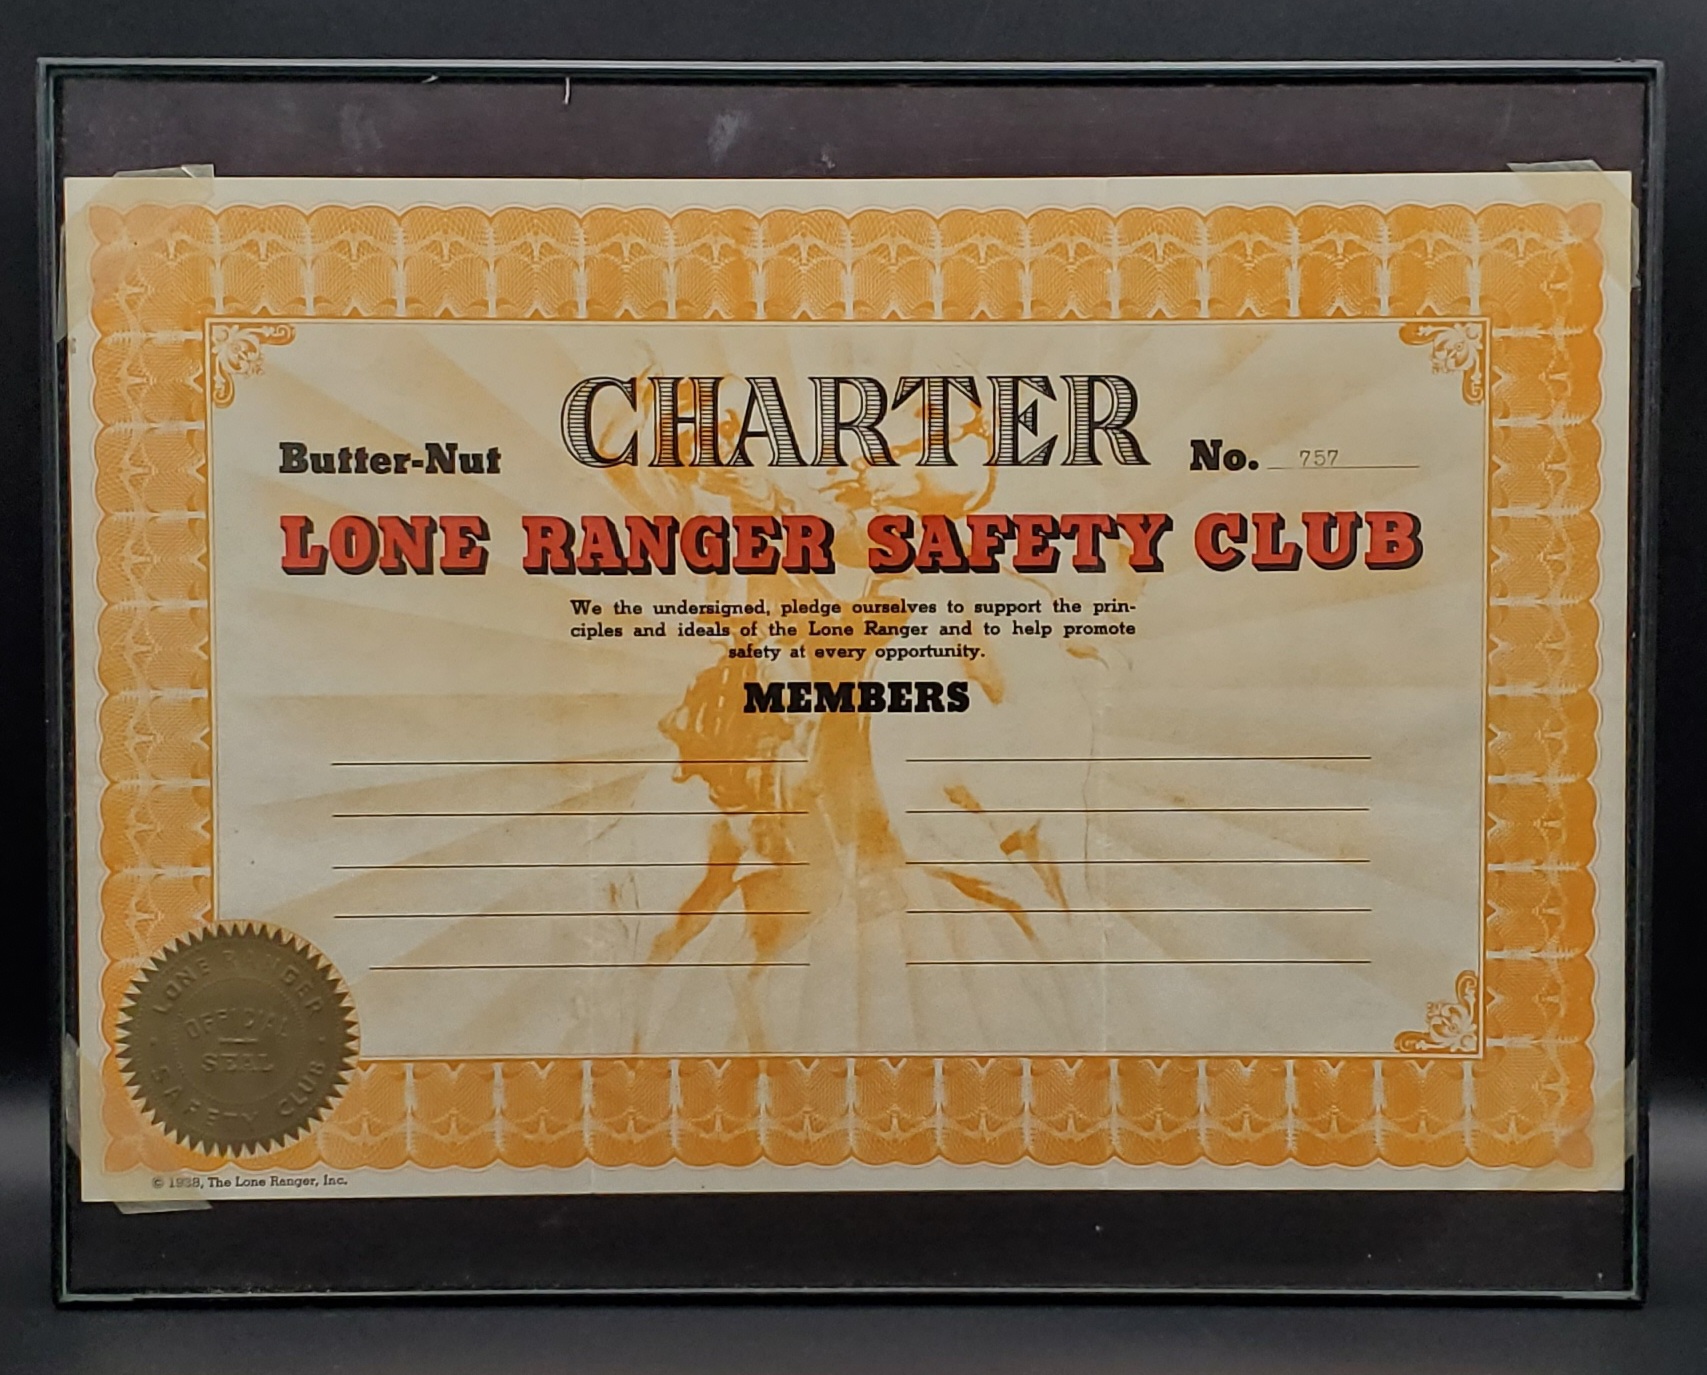 CHARTER
Butter-Nut No. 757
LONE RANGER SAFETY CLUB
We the undersigned, pledge ourselves to support the prin-
ciples and ideals of the Lone Ranger and to help promote
safety at every opportunity.
MEMBERS
LONE RANGER
OFFICIAL
SEAL
SAFETY CLUB
© 1938, The Lone Ranger, Inc.